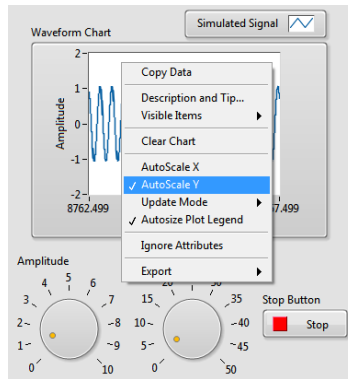 Waveform Chart
Simulated Signal
2
1
0
-1
-2
Amplitude
8762.499
7.499
Copy Data
Description and Tip...
Visible Items
Clear Chart
AutoScale X
✓ AutoScale Y
Update Mode
✓ Autosize Plot Legend
Ignore Attributes
Export
Amplitude
0
1
2
3
4
5
6
7
8
9
10
0
5
10
15
35
40
45
50
Stop Button
Stop